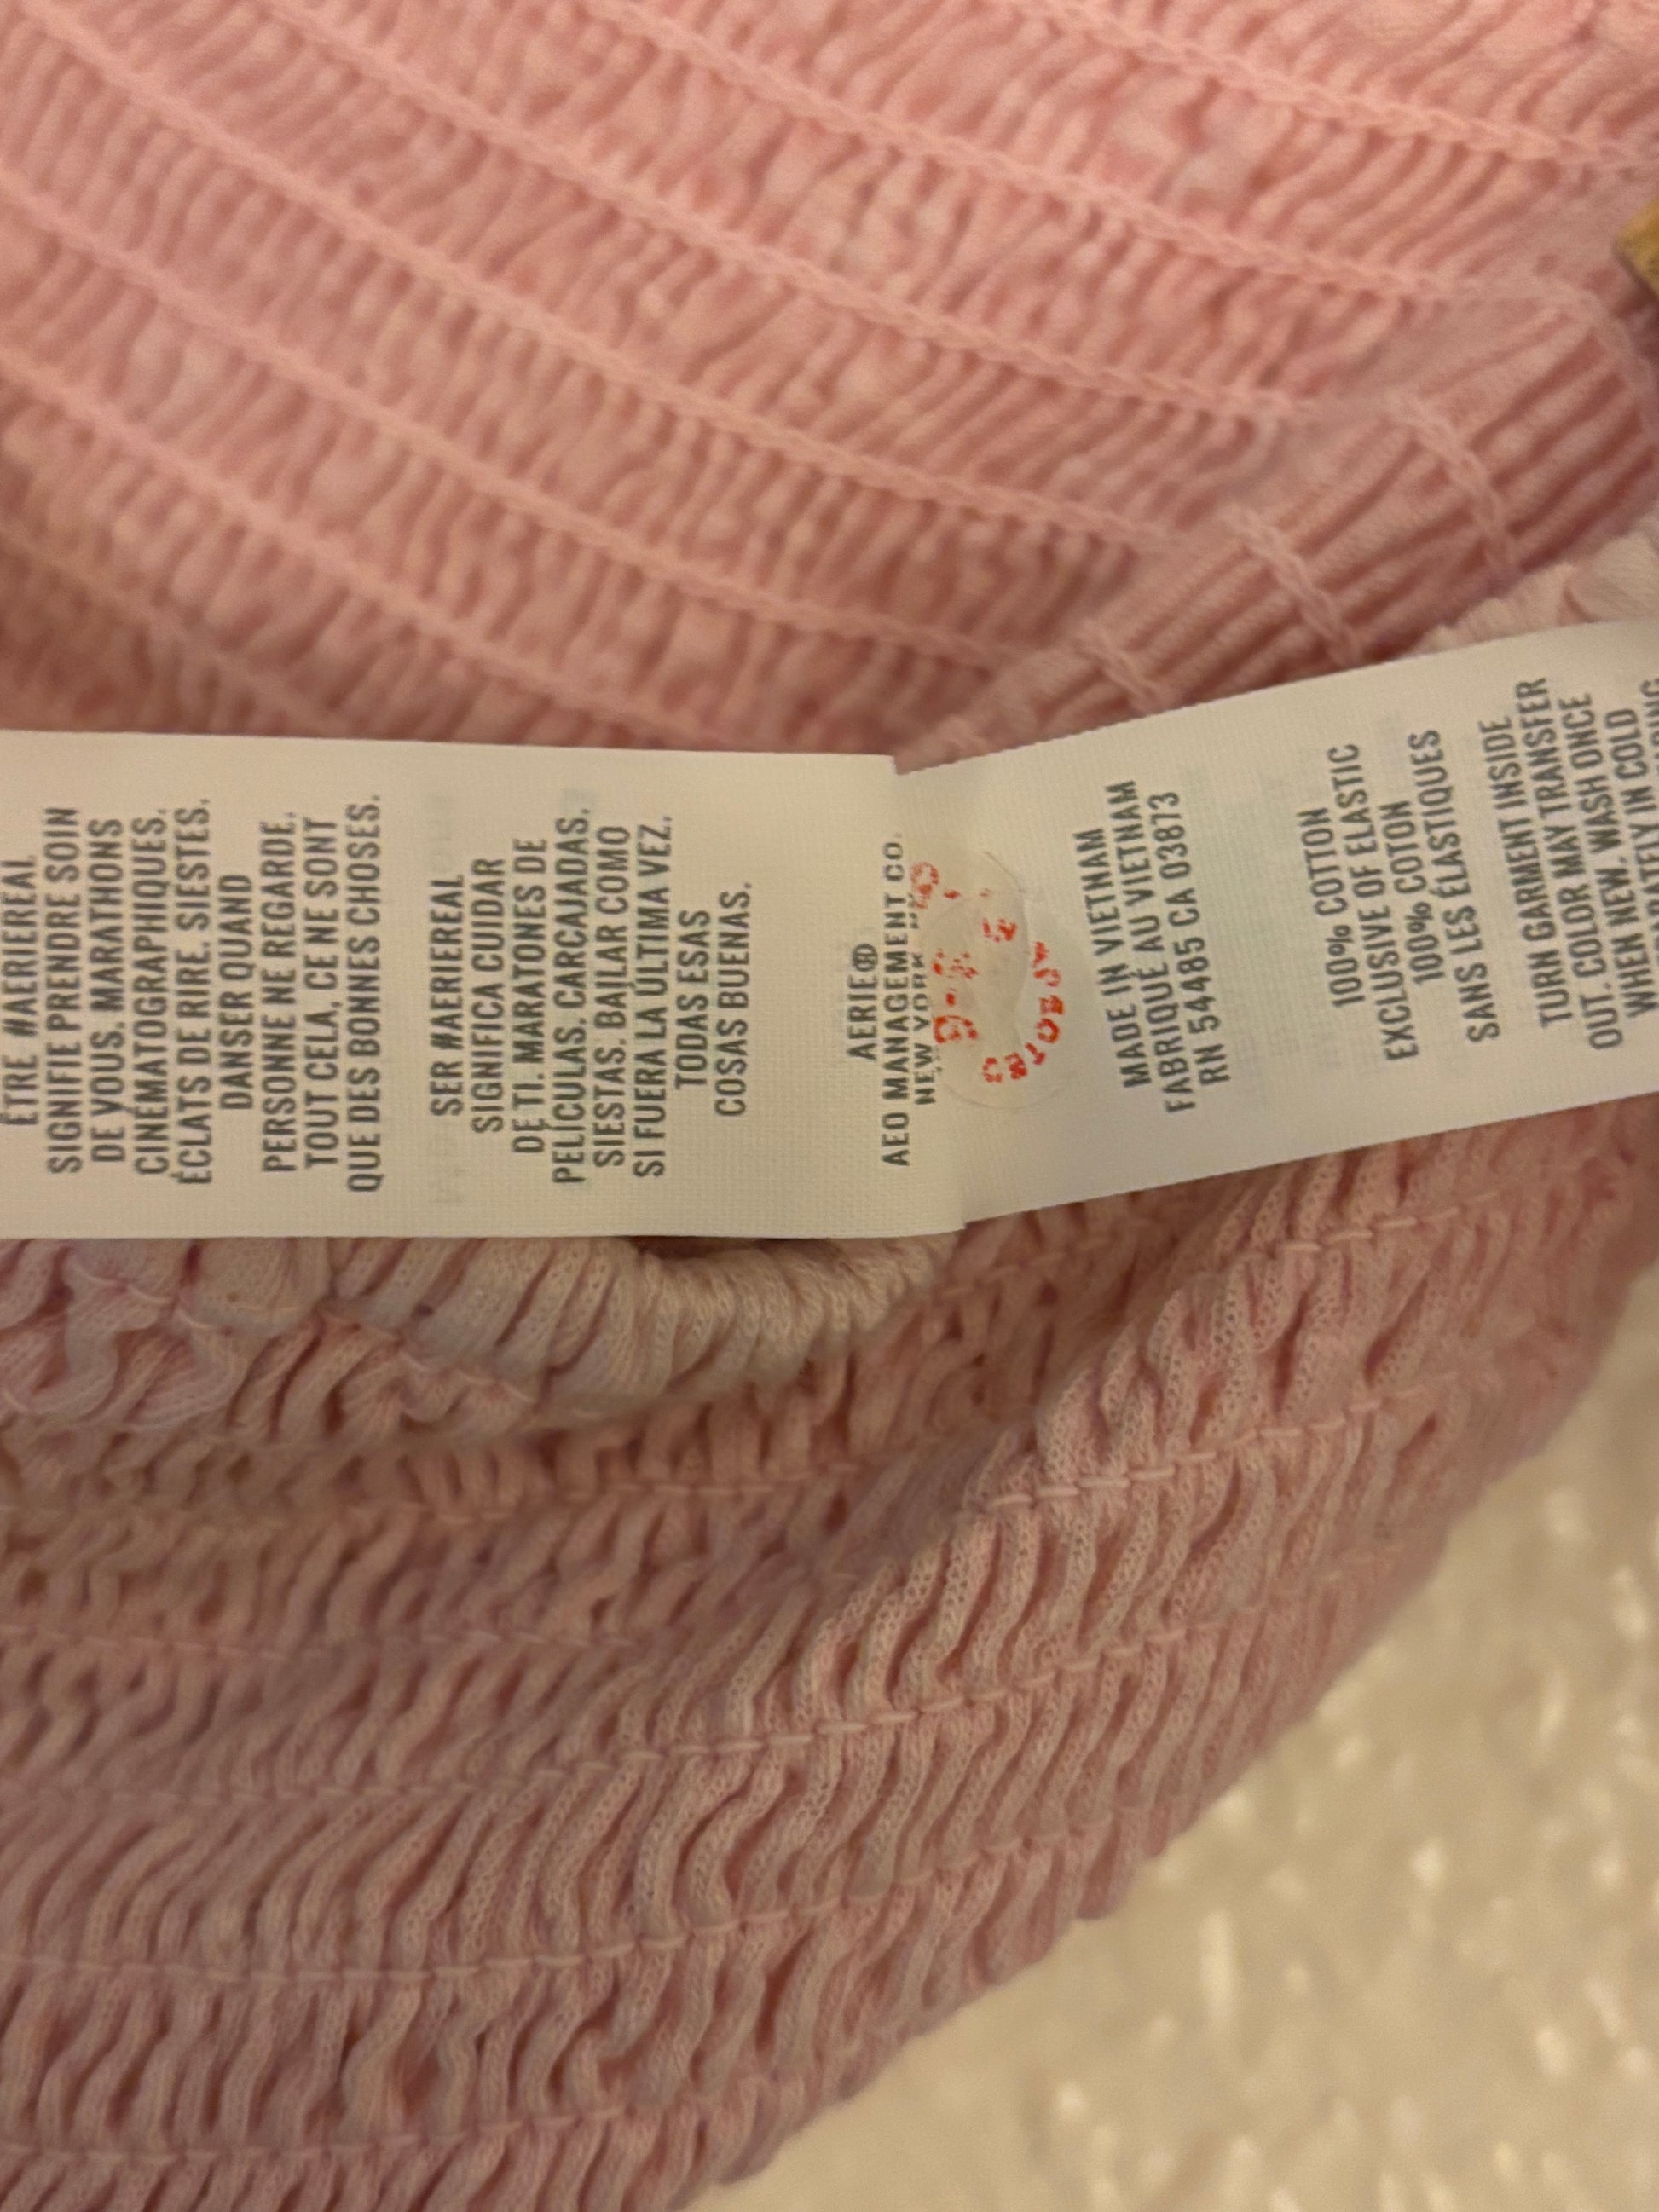 ÊTRE #AERIEREAL
SIGNIFIE PRENDRE SOIN
DE VOUS. MARATHONS
CINÉMATOGRAPHIQUES.
ÉCLATS DE RIRE. SIESTES.
DANSER QUAND
PERSONNE NE REGARDE.
TOUT CELA, CE NE SONT
QUE DES BONNES CHOSES.
SER #AERIEREAL
SIGNIFICA CUIDAR
DE TI. MARATONES DE
PELÍCULAS. CARCAJADAS.
SIESTAS. BAILAR COMO
SI FUERA LA ÚLTIMA VEZ.
TODAS ESAS
COSAS BUENAS.
AERIE®
AEO MANAGEMENT CO.
NEW YORK
MADE IN VIETNAM
FABRIQUÉ AU VIETNAM
RN 54485 CA 03873
100% COTTON
EXCLUSIVE OF ELASTIC
100% COTON
SANS LES ÉLASTIQUES
TURN GARMENT INSIDE
OUT. COLOR MAY TRANSFER
WHEN NEW. WASH ONCE
IN COLD